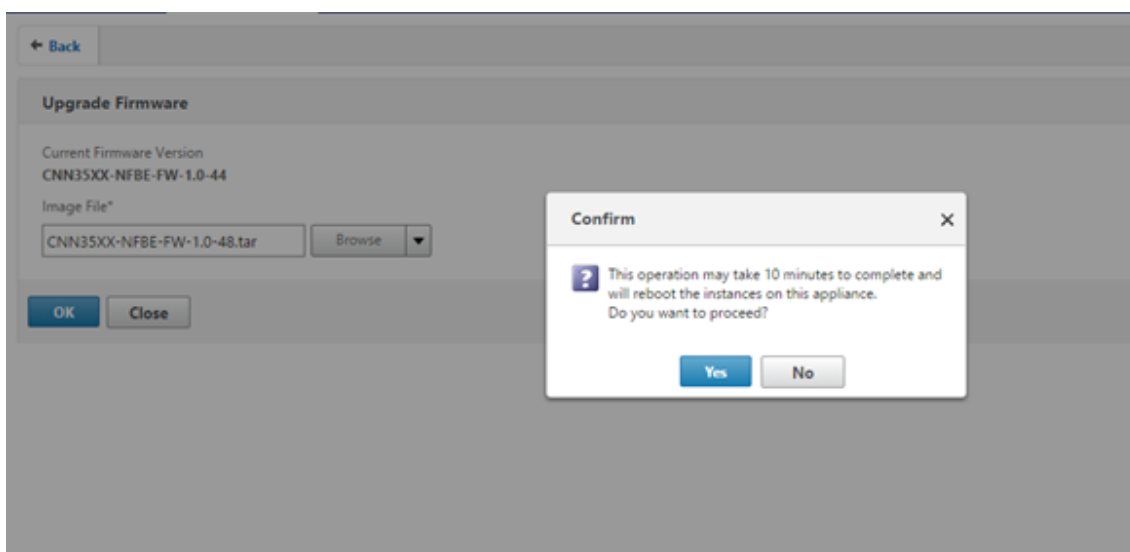 Back
Upgrade Firmware
Current Firmware Version
CNN35XX-NFBE-FW-1.0-44
Image File*
CNN35XX-NFBE-FW-1.0-48.tar
Browse
OK
Close
Confirm
This operation may take 10 minutes to complete and
will reboot the instances on this appliance.
Do you want to proceed?
Yes
No